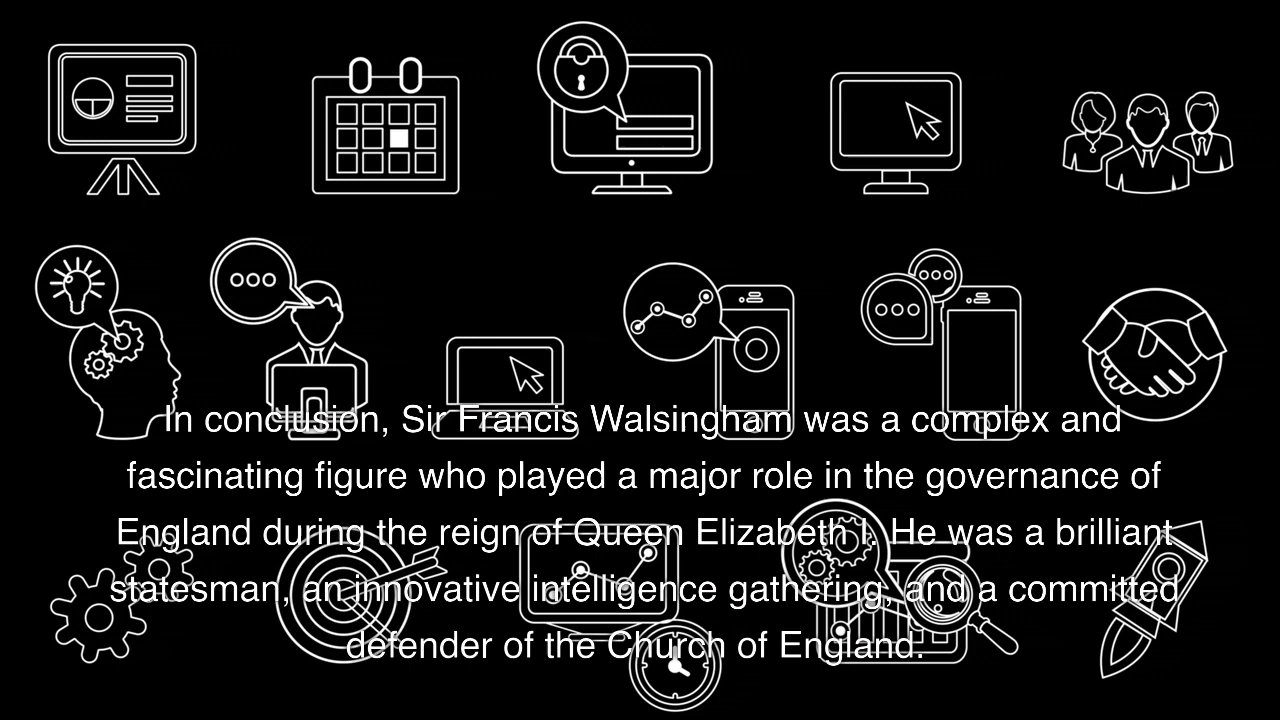 In conclusion, Sir Francis Walsingham was a complex and
fascinating figure who played a major role in the governance of
England during the reign of Queen Elizabeth I. He was a brilliant
statesman, an innovative intelligence gathering, and a committed
defender of the Church of England.